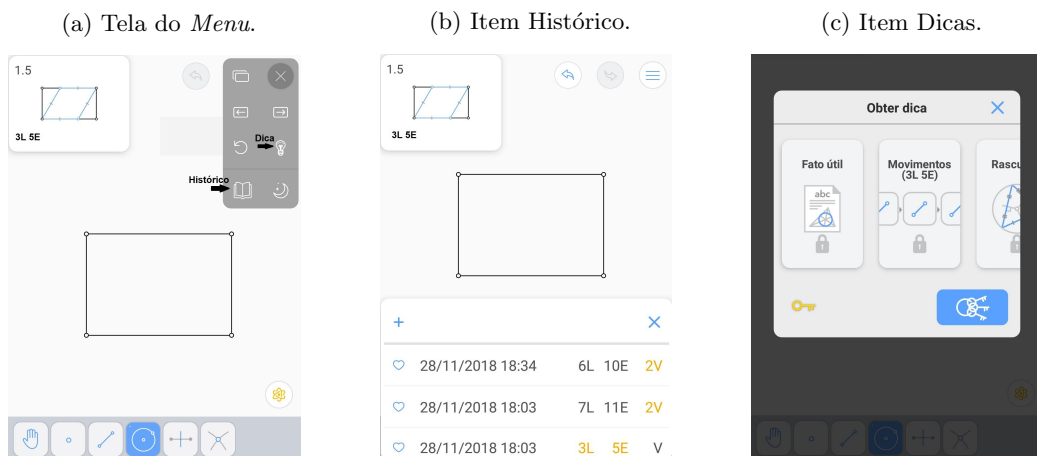 (a) Tela do Menu.
1.5
3L 5E
Dica
Histórico
(b) Item Histórico.
1.5
3L 5E
+
28/11/2018 18:34 6L 10E 2V
28/11/2018 18:03 7L 11E 2V
28/11/2018 18:03 3L 5E V
(c) Item Dicas.
Obter dica
Fato útil
abc
Movimentos
(3L 5E)
Rascu